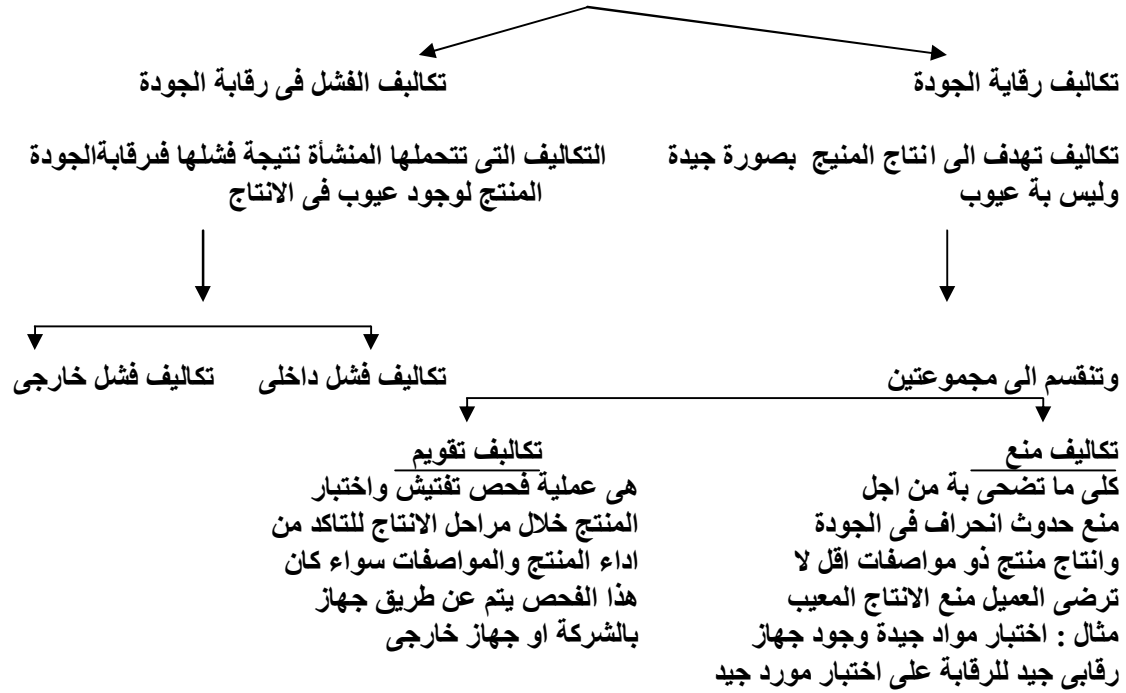 تكالبف رقاية الجودة
تكالبف الفشل فى رقابة الجودة
تكاليف تهدف الى انتاج المنيج بصورة جيدة
وليس بة عيوب
التكاليف التى تتحملها المنشأة نتيجة فشلها فىرقابةالجودة
المنتج لوجود عيوب فى الانتاج
وتنقسم الى مجموعتين
تكاليف فشل داخلى
تكاليف فشل خارجى
تكاليف منع
كلى ما تضحى بة من اجل
منع حدوث انحراف فى الجودة
وانتاج منتج ذو مواصفات اقل لا
ترضى العميل منع الانتاج المعيب
مثال : اختبار مواد جيدة وجود جهاز
رقابى جيد للرقابة على اختبار مورد جيد
تكالبف تقويم
هى عملية فحص تفتيش واختبار
المنتج خلال مراحل الانتاج للتاكد من
اداء المنتج والمواصفات سواء كان
هذا الفحص يتم عن طريق جهاز
بالشركة او جهاز خارجى